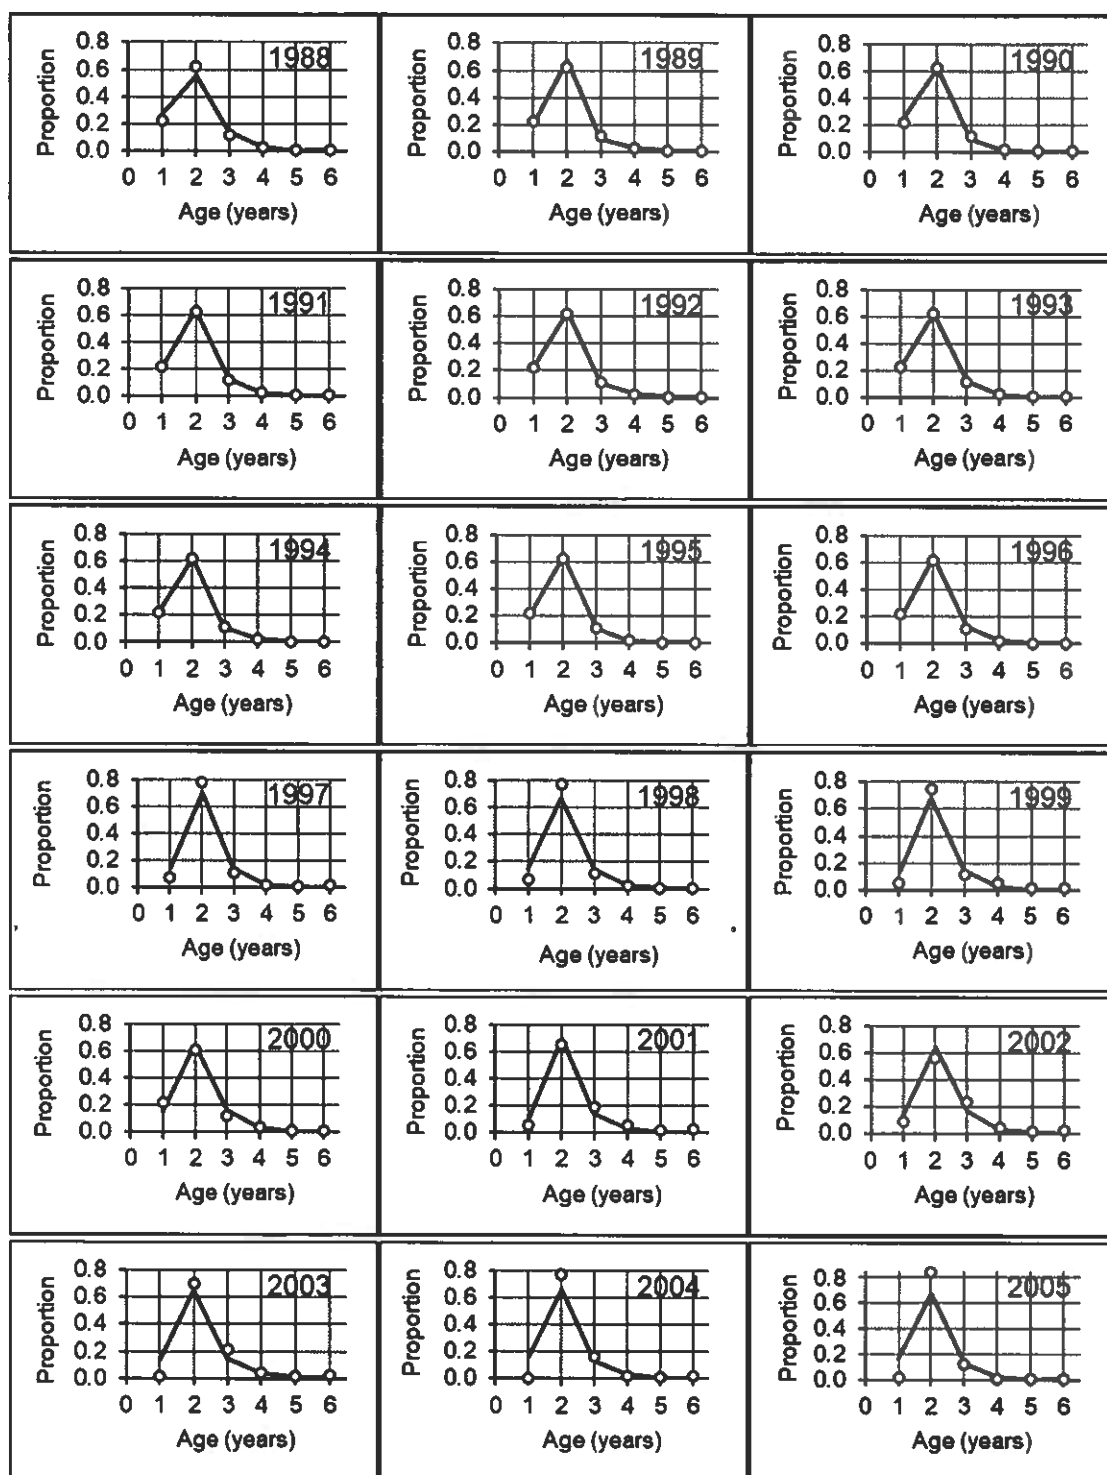 0.8 1988
0.6
0.4
0.2
0.0
0 1 2 3 4 5 6
Age (years)
Proportion
0.8 1989
0.6
0.4
0.2
0.0
0 1 2 3 4 5 6
Age (years)
Proportion
0.8 1990
0.6
0.4
0.2
0.0
0 1 2 3 4 5 6
Age (years)
Proportion
0.8 1991
0.6
0.4
0.2
0.0
0 1 2 3 4 5 6
Age (years)
Proportion
0.8 1992
0.6
0.4
0.2
0.0
0 1 2 3 4 5 6
Age (years)
Proportion
0.8 1993
0.6
0.4
0.2
0.0
0 1 2 3 4 5 6
Age (years)
Proportion
0.8 1994
0.6
0.4
0.2
0.0
0 1 2 3 4 5 6
Age (years)
Proportion
0.8 1995
0.6
0.4
0.2
0.0
0 1 2 3 4 5 6
Age (years)
Proportion
0.8 1996
0.6
0.4
0.2
0.0
0 1 2 3 4 5 6
Age (years)
Proportion
0.8 1997
0.6
0.4
0.2
0.0
0 1 2 3 4 5 6
Age (years)
Proportion
0.8 1998
0.6
0.4
0.2
0.0
0 1 2 3 4 5 6
Age (years)
Proportion
0.8 1999
0.6
0.4
0.2
0.0
0 1 2 3 4 5 6
Age (years)
Proportion
0.8 2000
0.6
0.4
0.2
0.0
0 1 2 3 4 5 6
Age (years)
Proportion
0.8 2001
0.6
0.4
0.2
0.0
0 1 2 3 4 5 6
Age (years)
Proportion
0.8 2002
0.6
0.4
0.2
0.0
0 1 2 3 4 5 6
Age (years)
Proportion
0.8 2003
0.6
0.4
0.2
0.0
0 1 2 3 4 5 6
Age (years)
Proportion
0.8 2004
0.6
0.4
0.2
0.0
0 1 2 3 4 5 6
Age (years)
Proportion
0.8 2005
0.6
0.4
0.2
0.0
0 1 2 3 4 5 6
Age (years)
Proportion